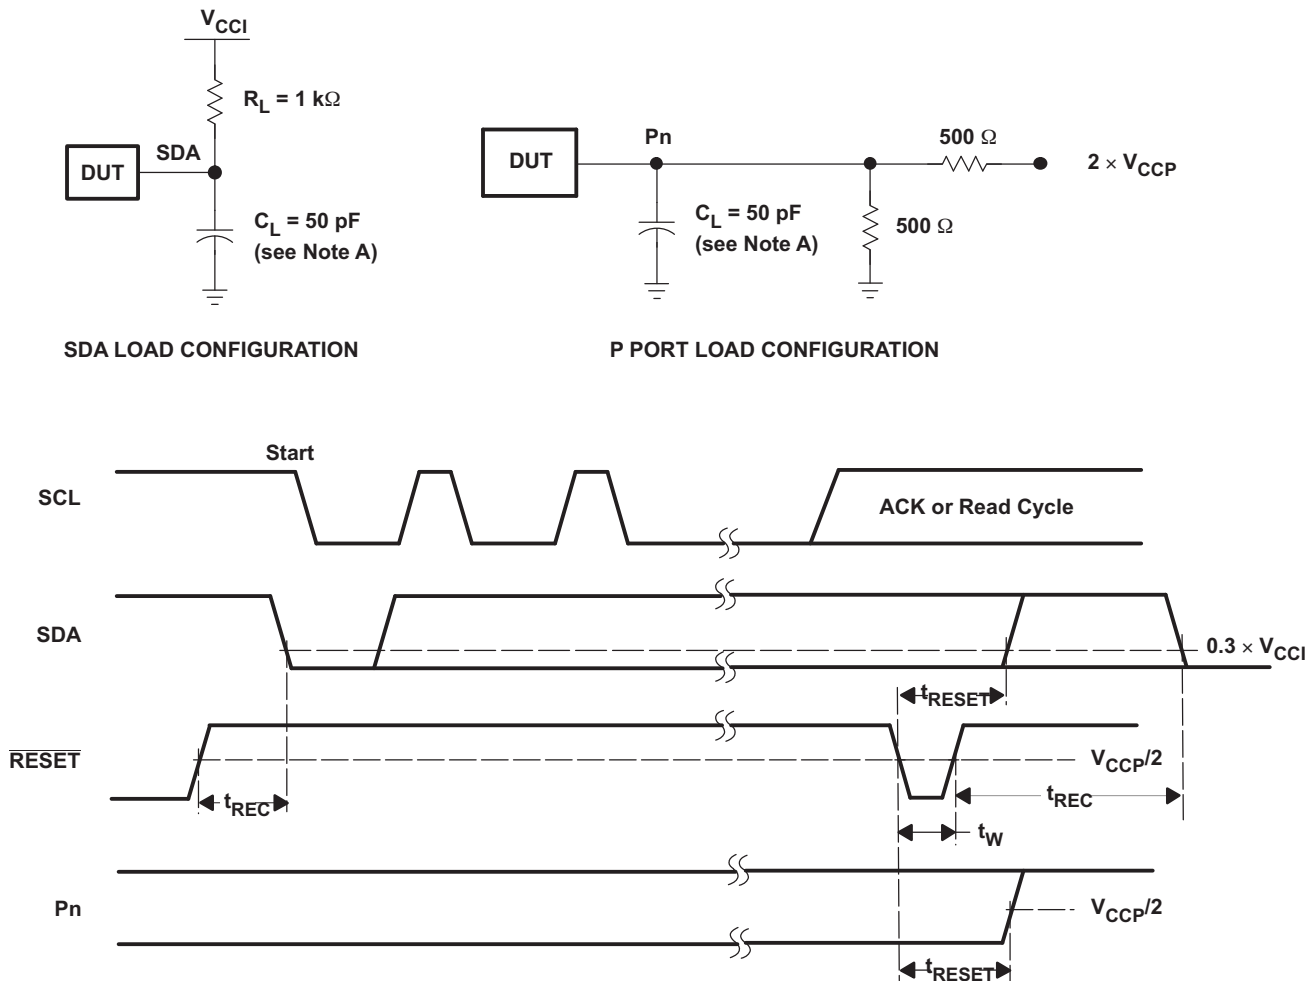 VCCI
RL = 1 kΩ
SDA
DUT
CL = 50 pF
(see Note A)
SDA LOAD CONFIGURATION
Pn
DUT
500 Ω
2 × VCCP
CL = 50 pF
(see Note A)
500 Ω
P PORT LOAD CONFIGURATION
Start
SCL
ACK or Read Cycle
SDA
0.3 × VCCI
tRESET
RESET
VCCP/2
tREC
tREC
tW
Pn
VCCP/2
tRESET